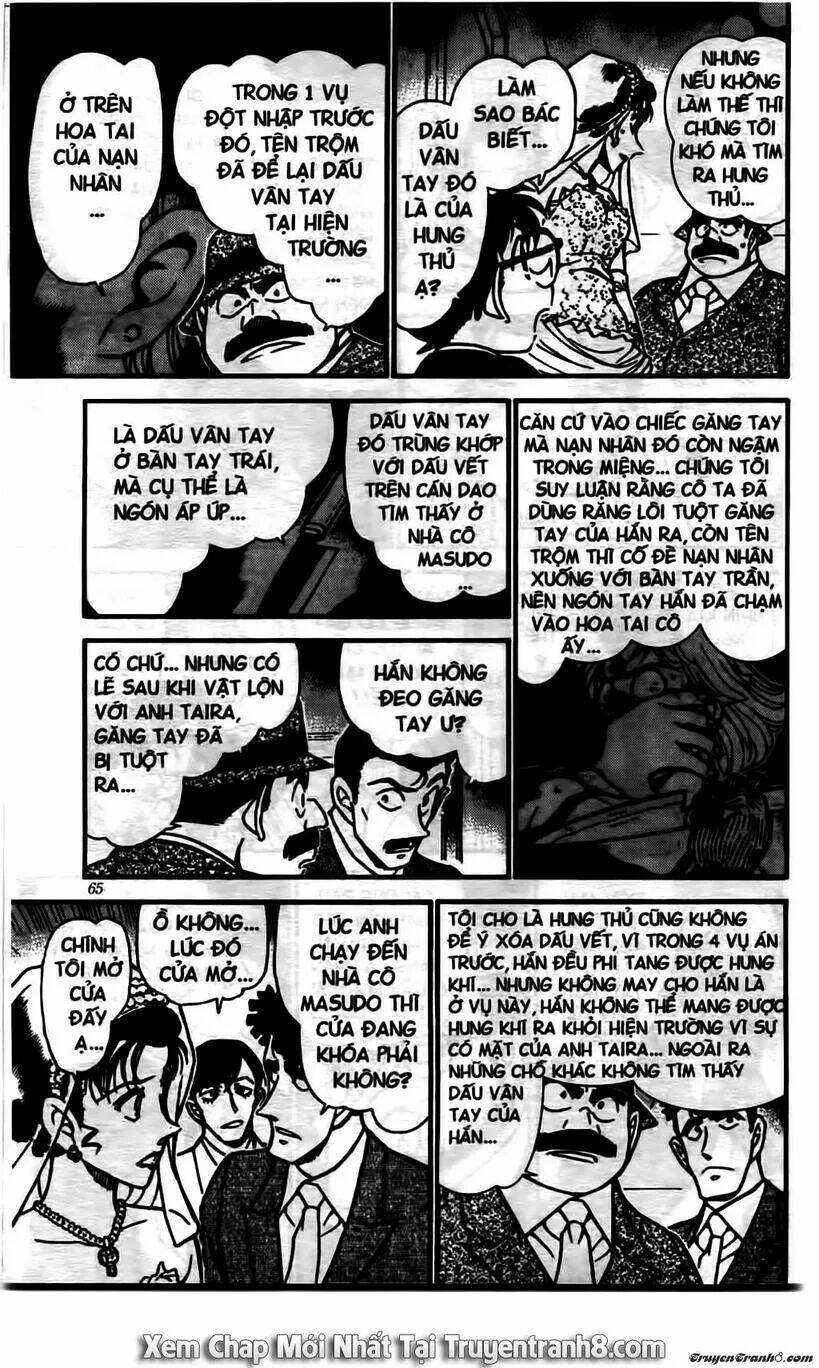 NHƯNG
NẾU KHÔNG
LÀM THẾ THÌ
CHÚNG TÔI
KHÓ MÀ TÌM
RA HUNG
THỦ...
LÀM
SAO BÁC
BIẾT...
DẤU
VÂN
TAY ĐÓ
LÀ CỦA
HUNG
THỦ
Ạ?
TRONG 1 VỤ
ĐỘT NHẬP TRƯỚC
ĐÓ, TÊN TRỘM
ĐÃ ĐỂ LẠI DẤU
VÂN TAY
TẠI HIỆN
TRƯỜNG
...
Ở TRÊN
HOA TAI
CỦA NẠN
NHÂN
...
CĂN CỨ VÀO CHIẾC GĂNG TAY
MÀ NẠN NHÂN ĐÓ CÒN NGẬM
TRONG MIỆNG... CHÚNG TÔI
SUY LUẬN RẰNG CÔ TA ĐÃ
DÙNG RĂNG LÔI TUỘT GĂNG
TAY CỦA HẮN RA, CÒN TÊN
TRỘM THÌ CỐ ĐÈ NẠN NHÂN
XUỐNG VỚI BÀN TAY TRẦN,
NÊN NGÓN TAY HẮN ĐÃ CHẠM
VÀO HOA TAI CÔ
ẤY...
DẤU VÂN TAY
ĐÓ TRÙNG KHỚP
VỚI DẤU VẾT
TRÊN CÁN DAO
TÌM THẤY Ở
NHÀ CÔ
MASUDO
...
LÀ DẤU VÂN TAY
Ở BÀN TAY TRÁI,
MÀ CỤ THỂ LÀ
NGÓN ÁP ÚP...
HẮN KHÔNG
ĐEO GĂNG
TAY Ư?
CÓ CHỨ... NHƯNG CÓ
LẼ SAU KHI VẬT LỘN
VỚI ANH TAIRA,
GĂNG TAY ĐÃ
BỊ TUỘT
RA...
65
TÔI CHO LÀ HUNG THỦ CŨNG KHÔNG
ĐỂ Ý XÓA DẤU VẾT, VÌ TRONG 4 VỤ ÁN
TRƯỚC, HẮN ĐỀU PHI TANG ĐƯỢC HUNG
KHÍ... NHƯNG KHÔNG MAY CHO HẮN LÀ
Ở VỤ NÀY, HẮN KHÔNG THỂ MANG ĐƯỢC
HUNG KHÍ RA KHỎI HIỆN TRƯỜNG VÌ SỰ
CÓ MẶT CỦA ANH TAIRA... NGOÀI RA
NHỮNG CHỖ KHÁC KHÔNG TÌM THẤY
DẤU VÂN
TAY CỦA
HẮN...
LÚC ANH
CHẠY ĐẾN
NHÀ CÔ
MASUDO THÌ
CỬA ĐANG
KHÓA PHẢI
KHÔNG?
Ồ KHÔNG...
LÚC ĐÓ
CỬA MỞ...
CHÍNH
TÔI MỞ
CỬA
ĐẤY
Ạ...
Xem Chap Mới Nhất Tại Truyentranh8.com
TruyenTranh8.com